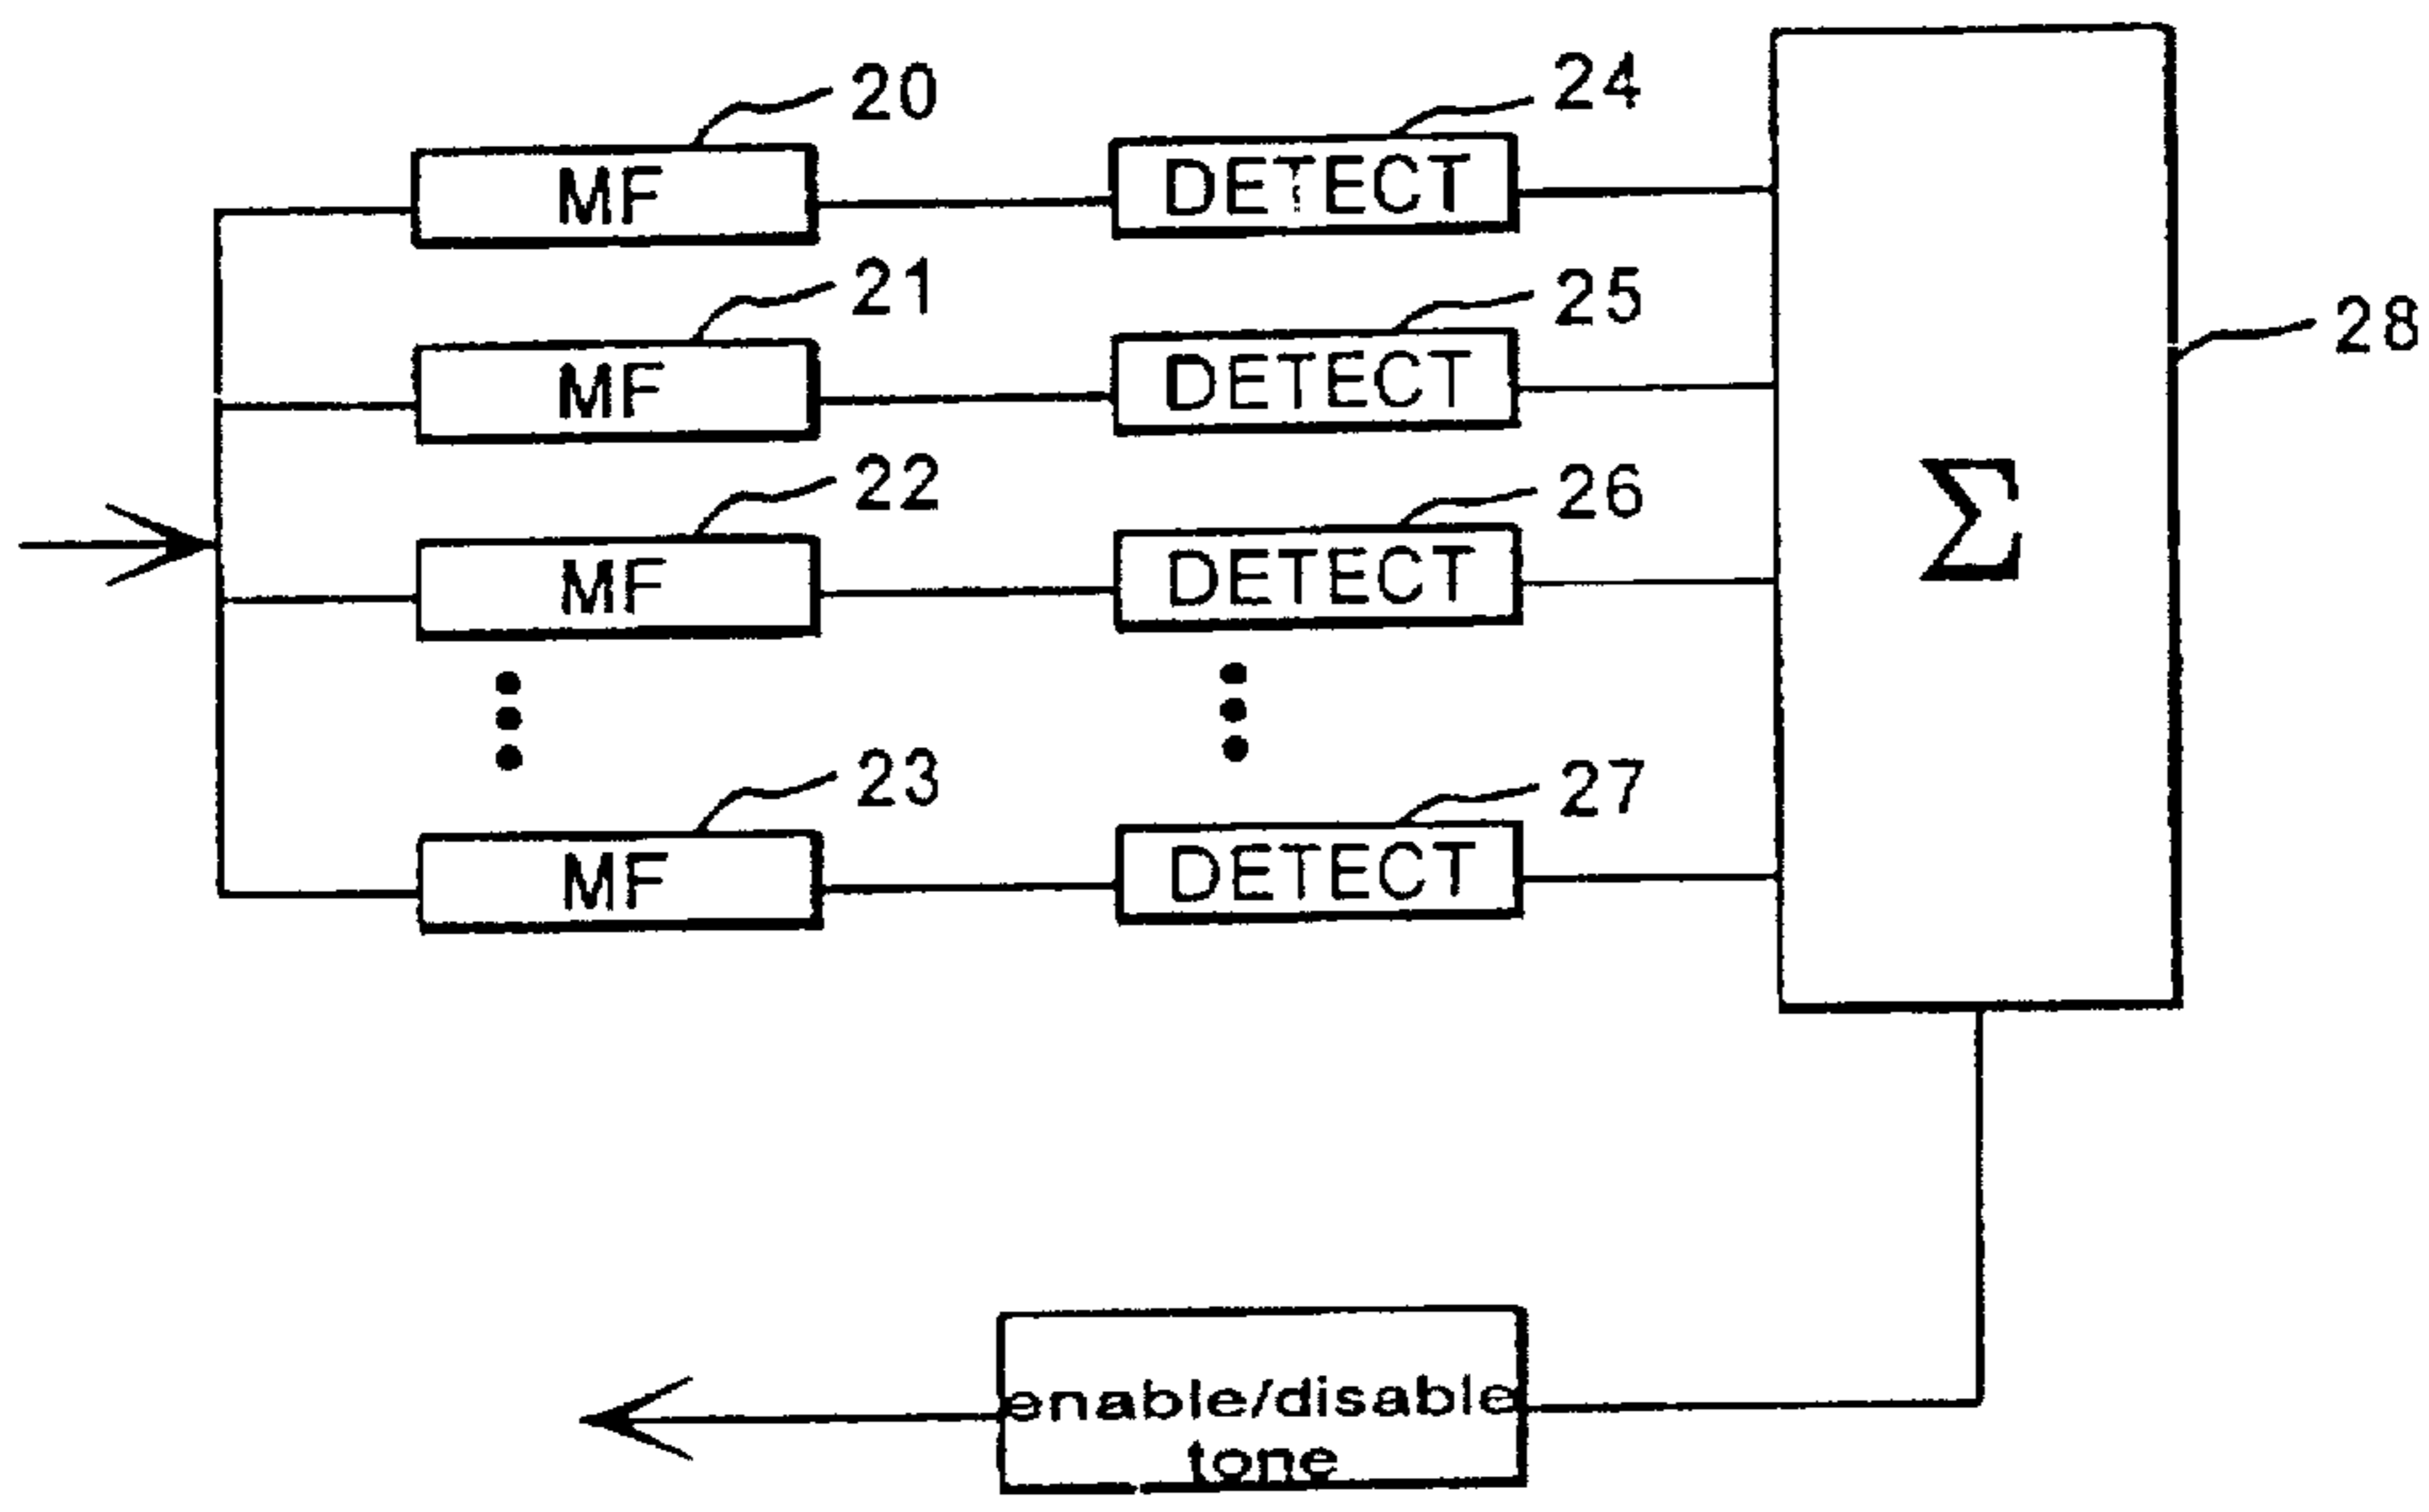 20
24
MF
DETECT
21
25
28
MF
DETECT
22
26
MF
DETECT
Σ
23
27
MF
DETECT
enable/disable
tone